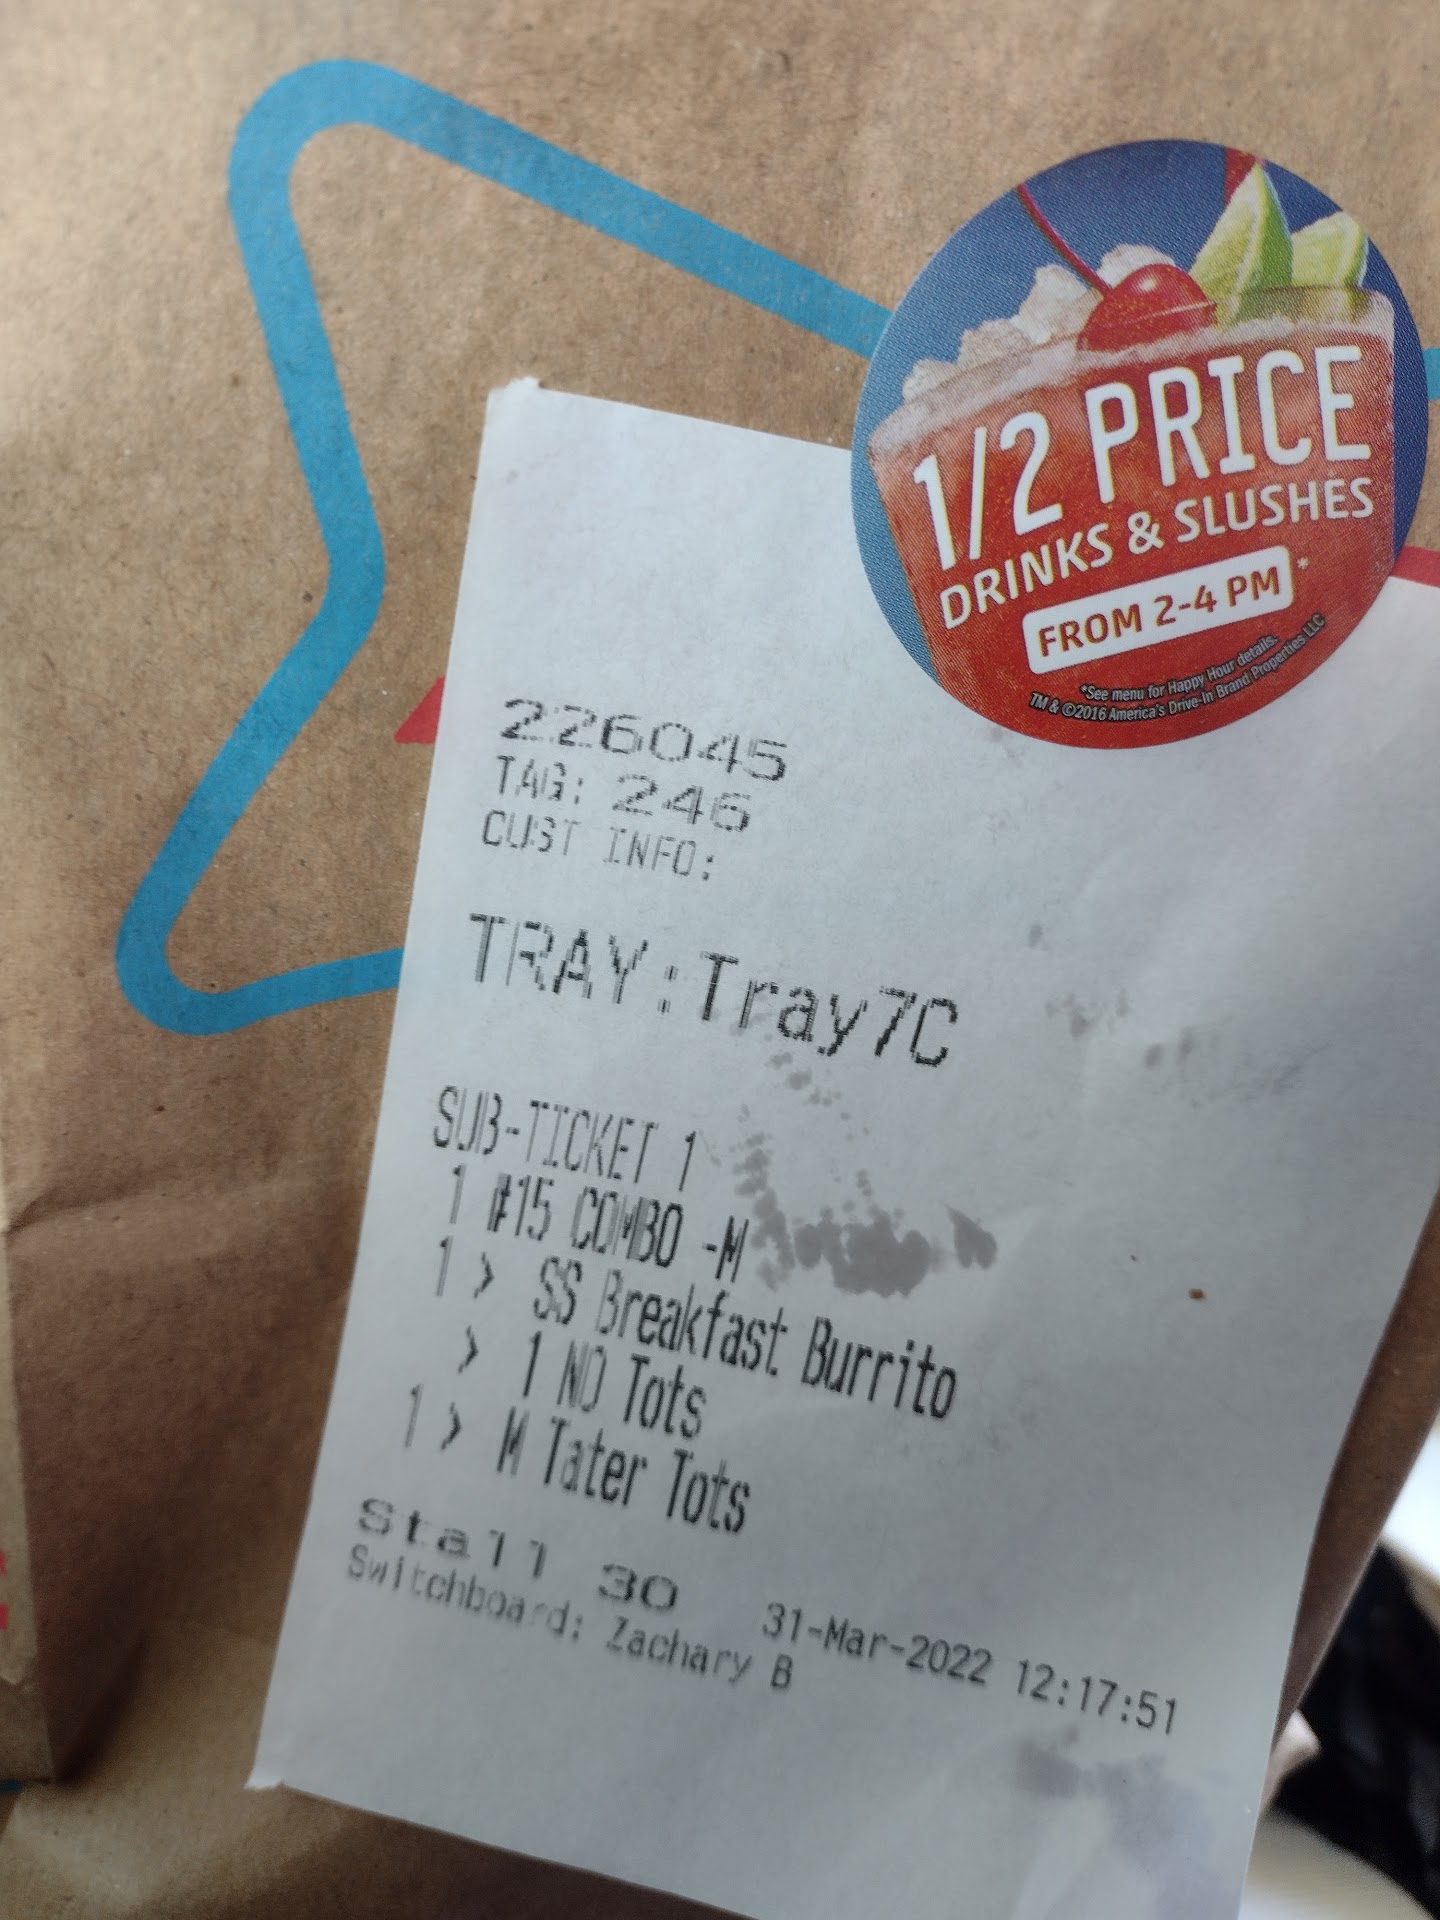 1/2 PRICE
DRINKS & SLUSHES
FROM 2-4 PM*
*See menu for Happy Hour details.
TM & ©2016 America's Drive-In Brand Properties LLC
226045
TAG: 246
CUST INFO:
TRAY:Tray7C
SUB-TICKET 1
1 #15 COMBO -M
1 > SS Breakfast Burrito
> 1 NO Tots
1 > M Tater Tots
Stall 30
31-Mar-2022 12:17:51
Switchboard: Zachary B